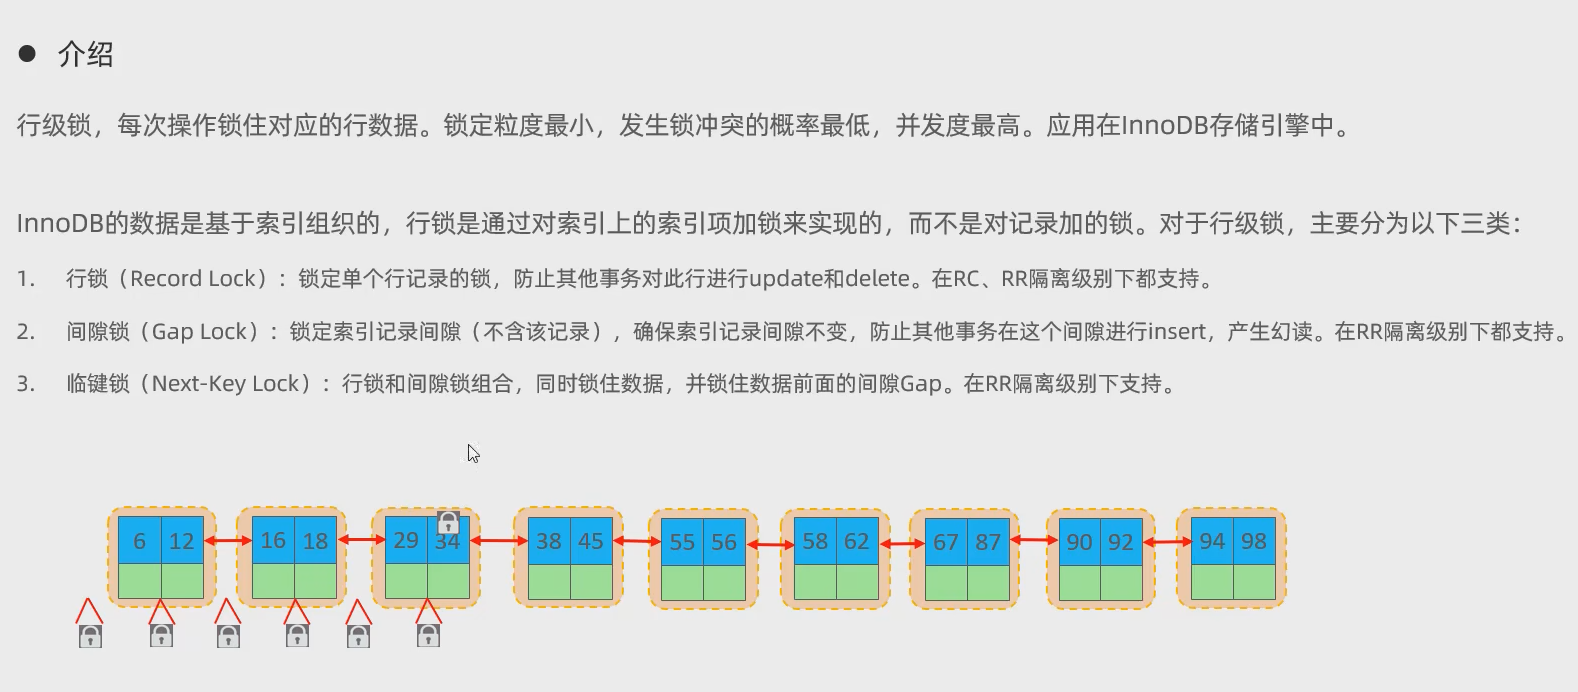 ● 介绍
行级锁，每次操作锁住对应的行数据。锁定粒度最小，发生锁冲突的概率最低，并发度最高。应用在InnoDB存储引擎中。
InnoDB的数据是基于索引组织的，行锁是通过对索引上的索引项加锁来实现的，而不是对记录加的锁。对于行级锁，主要分为以下三类：
1. 行锁（Record Lock）：锁定单个行记录的锁，防止其他事务对此行进行update和delete。在RC、RR隔离级别下都支持。
2. 间隙锁（Gap Lock）：锁定索引记录间隙（不含该记录），确保索引记录间隙不变，防止其他事务在这个间隙进行insert，产生幻读。在RR隔离级别下都支持。
3. 临键锁（Next-Key Lock）：行锁和间隙锁组合，同时锁住数据，并锁住数据前面的间隙Gap。在RR隔离级别下支持。
6 12 16 18 29 34 38 45 55 56 58 62 67 87 90 92 94 98